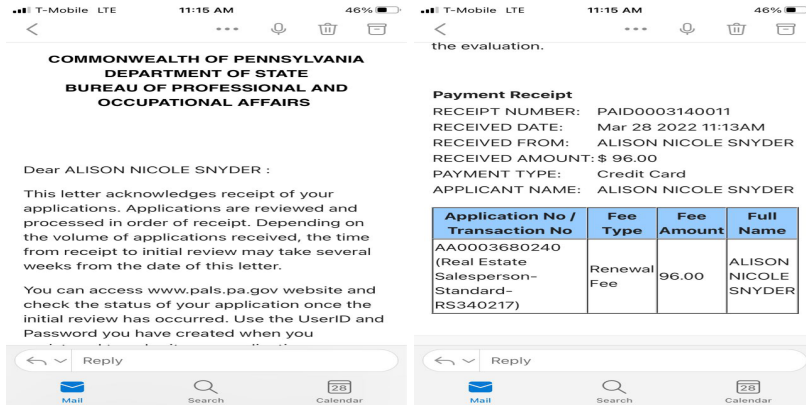 T-Mobile LTE 11:15 AM 46%
COMMONWEALTH OF PENNSYLVANIA
DEPARTMENT OF STATE
BUREAU OF PROFESSIONAL AND
OCCUPATIONAL AFFAIRS
Dear ALISON NICOLE SNYDER :
This letter acknowledges receipt of your
applications. Applications are reviewed and
processed in order of receipt. Depending on
the volume of applications received, the time
from receipt to initial review may take several
weeks from the date of this letter.
You can access www.pals.pa.gov website and
check the status of your application once the
initial review has occurred. Use the UserID and
Password you have created when you
Reply
Mail Search 28 Calendar
T-Mobile LTE 11:15 AM 46%
the evaluation.
Payment Receipt
RECEIPT NUMBER: PAID0003140011
RECEIVED DATE: Mar 28 2022 11:13AM
RECEIVED FROM: ALISON NICOLE SNYDER
RECEIVED AMOUNT: $ 96.00
PAYMENT TYPE: Credit Card
APPLICANT NAME: ALISON NICOLE SNYDER
Application No / Fee Fee Full
Transaction No Type Amount Name
AA0003680240
(Real Estate
Salesperson-
Standard-
RS340217)
Renewal
Fee
96.00
ALISON
NICOLE
SNYDER
Reply
Mail Search 28 Calendar